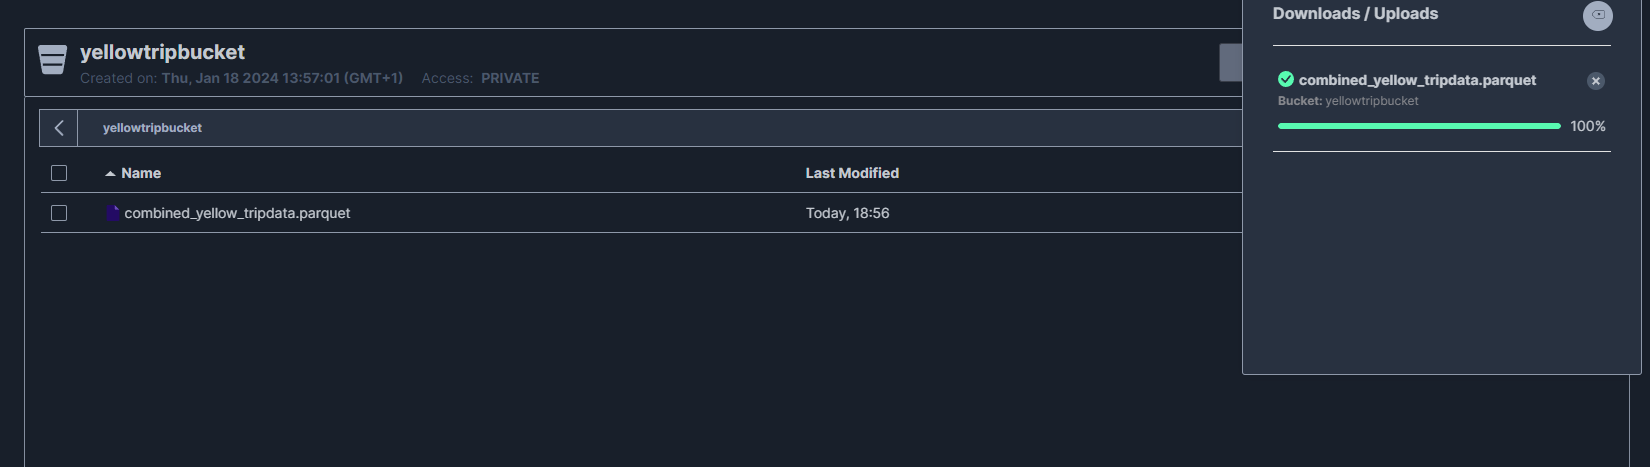 yellowtripbucket
Created on: Thu, Jan 18 2024 13:57:01 (GMT+1) Access: PRIVATE
yellowtripbucket
Name Last Modified
combined_yellow_tripdata.parquet Today, 18:56
Downloads / Uploads
combined_yellow_tripdata.parquet
Bucket: yellowtripbucket
100%